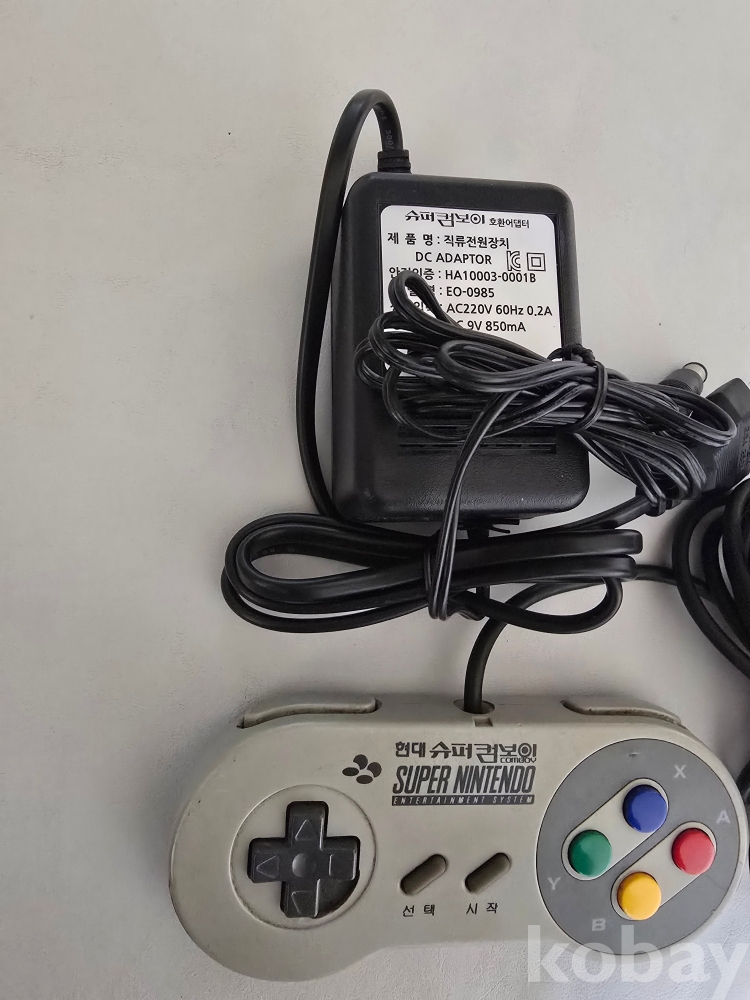 슈퍼컴보이 호환어댑터
제 품 명 : 직류전원장치
DC ADAPTOR
: HA10003-0001B
: EO-0985
: AC220V 60Hz 0.2A
9V 850mA
현대 슈퍼컴보이
COMBOY
SUPER NINTENDO
ENTERTAINMENT SYSTEM
X
A
Y
B
선택 시작
kobay